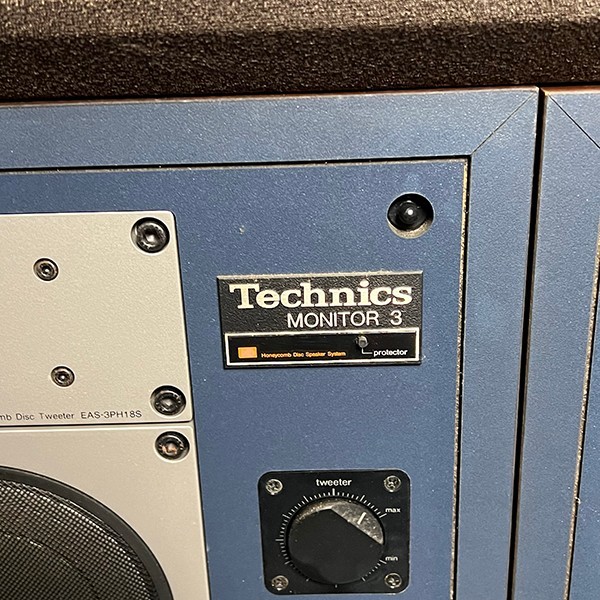 Technics
MONITOR 3
Honeycomb Disc Speaker System
protector
mb Disc Tweeter EAS-3PH18S
tweeter
max
min